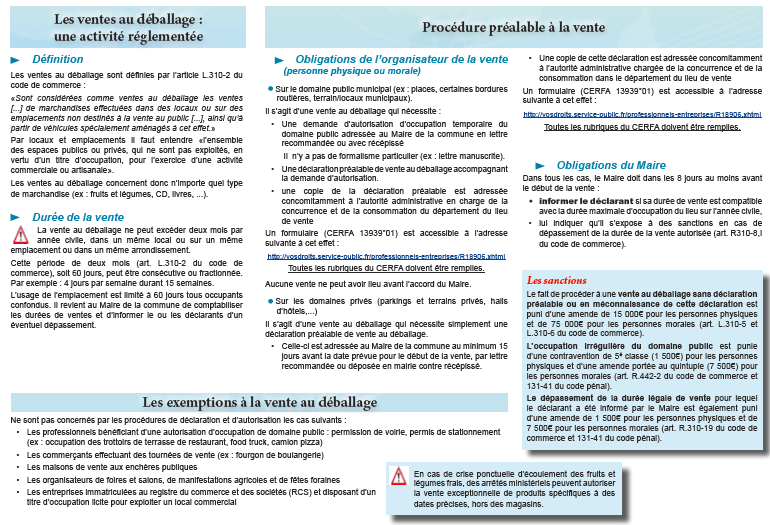 Les ventes au déballage :
une activité réglementée
► Définition
Les ventes au déballage sont définies par l'article L.310-2 du
code de commerce :
«Sont considérées comme ventes au déballage les ventes
[...] de marchandises effectuées dans des locaux ou sur des
emplacements non destinés à la vente au public [...], ainsi qu'à
partir de véhicules spécialement aménagés à cet effet.»
Par locaux et emplacements il faut entendre «l'ensemble
des espaces publics ou privés, qui ne sont pas exploités, en
vertu d'un titre d'occupation, pour l'exercice d'une activité
commerciale ou artisanale».
Les ventes au déballage concernent donc n'importe quel type
de marchandise (ex : fruits et légumes, CD, livres, ...).
► Durée de la vente
La vente au déballage ne peut excéder deux mois par
année civile, dans un même local ou sur un même
emplacement ou dans un même arrondissement.
Cette période de deux mois (art. L.310-2 du code de
commerce), soit 60 jours, peut être consécutive ou fractionnée.
Par exemple : 4 jours par semaine durant 15 semaines.
L'usage de l'emplacement est limité à 60 jours tous occupants
confondus. Il revient au Maire de la commune de comptabiliser
les durées de ventes et d'informer le ou les déclarants d'un
éventuel dépassement.
Procédure préalable à la vente
► Obligations de l'organisateur de la vente
(personne physique ou morale)
● Sur le domaine public municipal (ex : places, certaines bordures
routières, terrain/locaux municipaux).
Il s'agit d'une vente au déballage qui nécessite :
• Une demande d'autorisation d'occupation temporaire du
domaine public adressée au Maire de la commune en lettre
recommandée ou avec récépissé
Il n'y a pas de formalisme particulier (ex : lettre manuscrite).
• Une déclaration préalable de vente au déballage accompagnant
la demande d'autorisation.
• une copie de la déclaration préalable est adressée
concomitamment à l'autorité administrative en charge de la
concurrence et de la consommation du département du lieu
de vente
Un formulaire (CERFA 13939*01) est accessible à l'adresse
suivante à cet effet :
http://vosdroits.service-public.fr/professionnels-entreprises/R18906.xhtml
Toutes les rubriques du CERFA doivent être remplies.
Aucune vente ne peut avoir lieu avant l'accord du Maire.
● Sur les domaines privés (parkings et terrains privés, halls
d'hôtels,...)
Il s'agit d'une vente au déballage qui nécessite simplement une
déclaration préalable de vente au déballage.
• Celle-ci est adressée au Maire de la commune au minimum 15
jours avant la date prévue pour le début de la vente, par lettre
recommandée ou déposée en mairie contre récépissé.
• Une copie de cette déclaration est adressée concomitamment
à l'autorité administrative chargée de la concurrence et de la
consommation dans le département du lieu de vente
Un formulaire (CERFA 13939*01) est accessible à l'adresse
suivante à cet effet :
http://vosdroits.service-public.fr/professionnels-entreprises/R18906.xhtml
Toutes les rubriques du CERFA doivent être remplies.
► Obligations du Maire
Dans tous les cas, le Maire doit dans les 8 jours au moins avant
le début de la vente :
• informer le déclarant si sa durée de vente est compatible
avec la durée maximale d'occupation du lieu sur l'année civile,
• lui indiquer qu'il s'expose à des sanctions en cas de
dépassement de la durée de la vente autorisée (art. R310-8,I
du code de commerce).
Les sanctions
Le fait de procéder à une vente au déballage sans déclaration
préalable ou en méconnaissance de cette déclaration est
puni d'une amende de 15 000€ pour les personnes physiques
et de 75 000€ pour les personnes morales (art. L.310-5 et
L.310-6 du code de commerce).
L'occupation irrégulière du domaine public est punie
d'une contravention de 5e classe (1 500€) pour les personnes
physiques et d'une amende portée au quintuple (7 500€) pour
les personnes morales (art. R.442-2 du code de commerce et
131-41 du code pénal).
Le dépassement de la durée légale de vente pour lequel
le déclarant a été informé par le Maire est également puni
d'une amende de 1 500€ pour les personnes physiques et de
7 500€ pour les personnes morales (art. R.310-19 du code de
commerce et 131-41 du code pénal).
Les exemptions à la vente au déballage
Ne sont pas concernés par les procédures de déclaration et d'autorisation les cas suivants :
• Les professionnels bénéficiant d'une autorisation d'occupation de domaine public : permission de voirie, permis de stationnement
(ex : occupation des trottoirs de terrasse de restaurant, food truck, camion pizza)
• Les commerçants effectuant des tournées de vente (ex : fourgon de boulangerie)
• Les maisons de vente aux enchères publiques
• Les organisateurs de foires et salons, de manifestations agricoles et de fêtes foraines
• Les entreprises immatriculées au registre du commerce et des sociétés (RCS) et disposant d'un
titre d'occupation licite pour exploiter un local commercial
En cas de crise ponctuelle d'écoulement des fruits et
légumes frais, des arrêtés ministériels peuvent autoriser
la vente exceptionnelle de produits spécifiques à des
dates précises, hors des magasins.